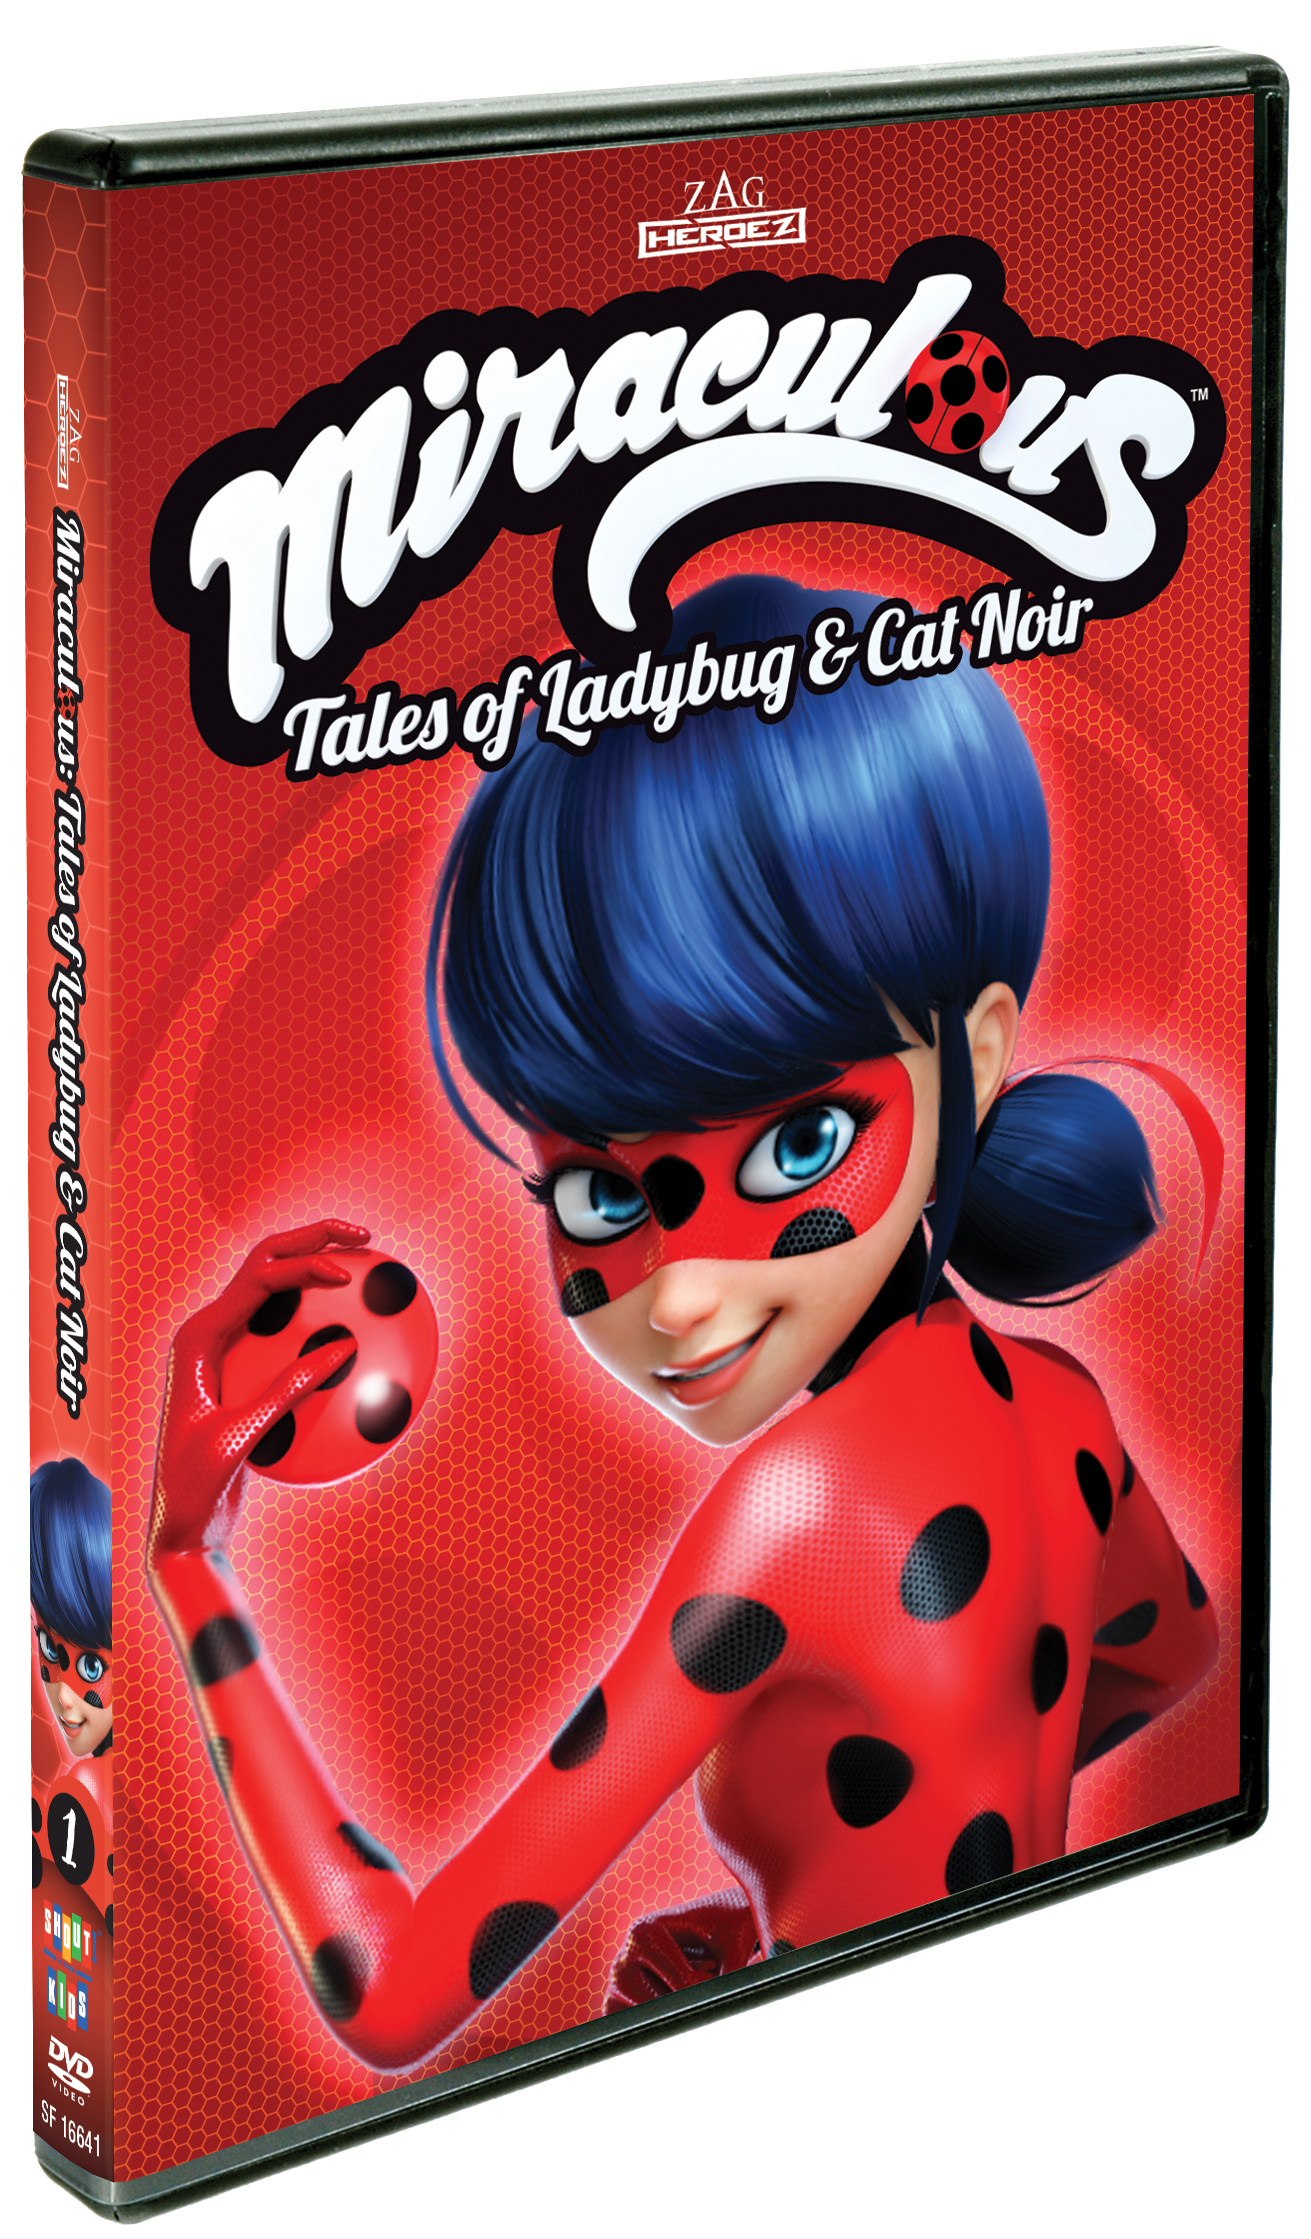 ZAG
HEROEZ
Miraculous™
Tales of Ladybug & Cat Noir
ZAG
HEROEZ
Miraculous: Tales of Ladybug & Cat Noir
1
SHOUT!
KIDS
DVD
VIDEO
SF 16641